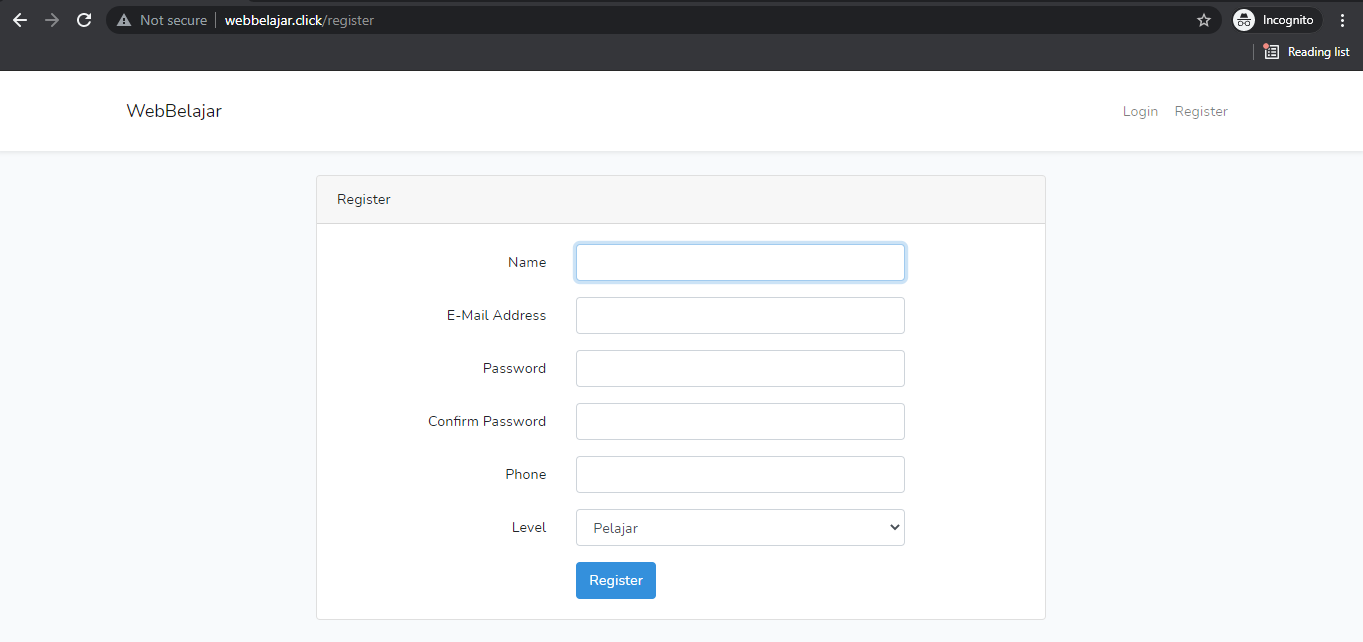 Not secure webbelajar.click/register Incognito
Reading list
WebBelajar Login Register
Register
Name
E-Mail Address
Password
Confirm Password
Phone
Level Pelajar
Register